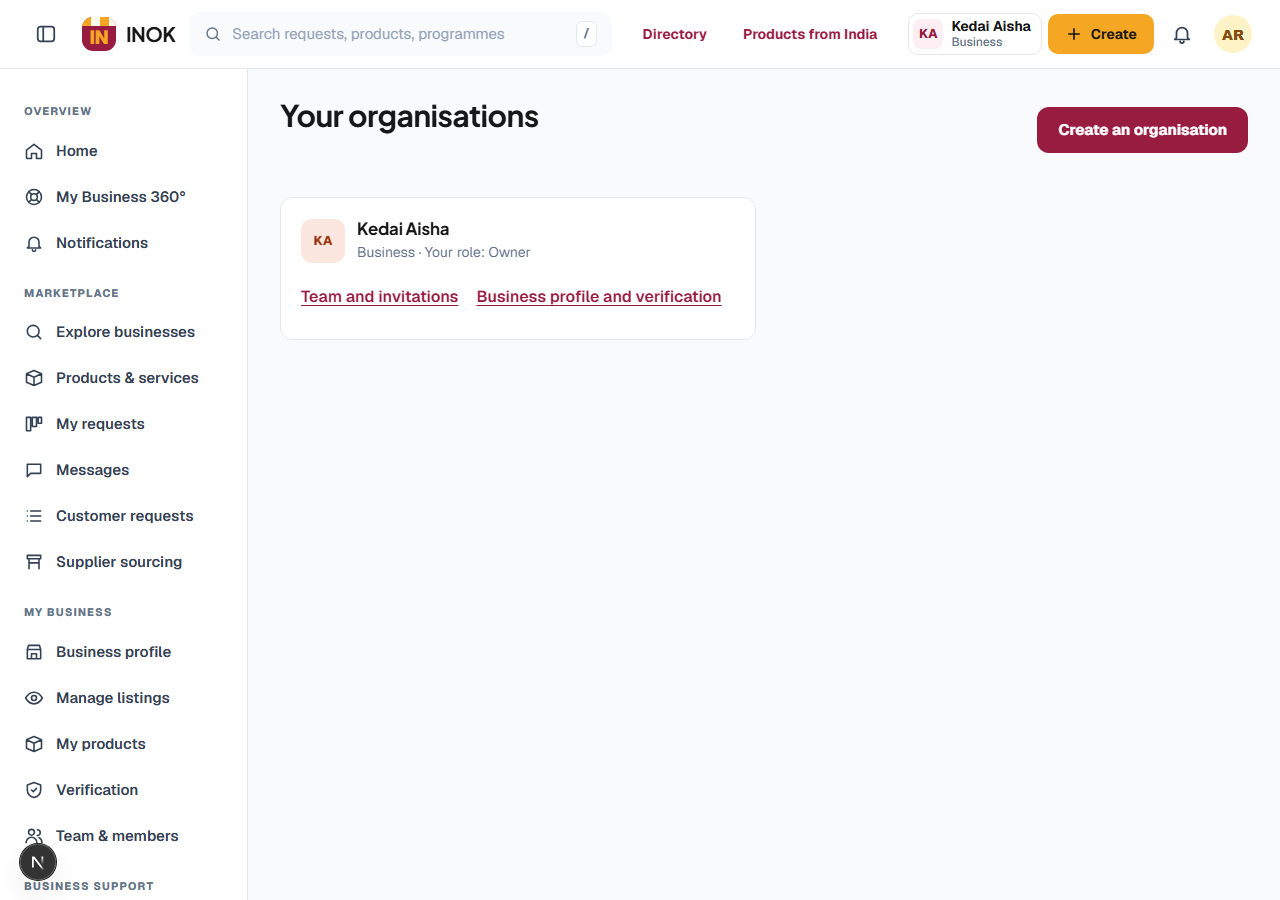 IN INOK
Search requests, products, programmes /
Directory
Products from India
KA Kedai Aisha
Business
+ Create
AR
OVERVIEW
Home
My Business 360°
Notifications
MARKETPLACE
Explore businesses
Products & services
My requests
Messages
Customer requests
Supplier sourcing
MY BUSINESS
Business profile
Manage listings
My products
Verification
Team & members
N
BUSINESS SUPPORT
Your organisations
Create an organisation
KA
Kedai Aisha
Business · Your role: Owner
Team and invitations Business profile and verification